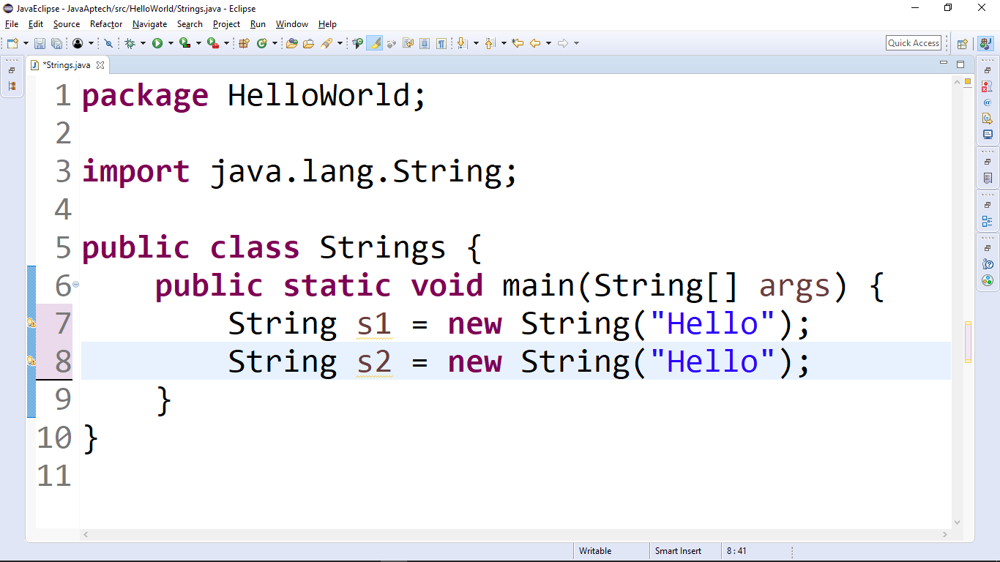 JavaEclipse - JavaAptech/src/HelloWorld/Strings.java - Eclipse
File Edit Source Refactor Navigate Search Project Run Window Help
Quick Access
*Strings.java
1 package HelloWorld;
2
3 import java.lang.String;
4
5 public class Strings {
6 public static void main(String[] args) {
7 String s1 = new String("Hello");
8 String s2 = new String("Hello");
9 }
10 }
11
Writable Smart Insert 8 : 41